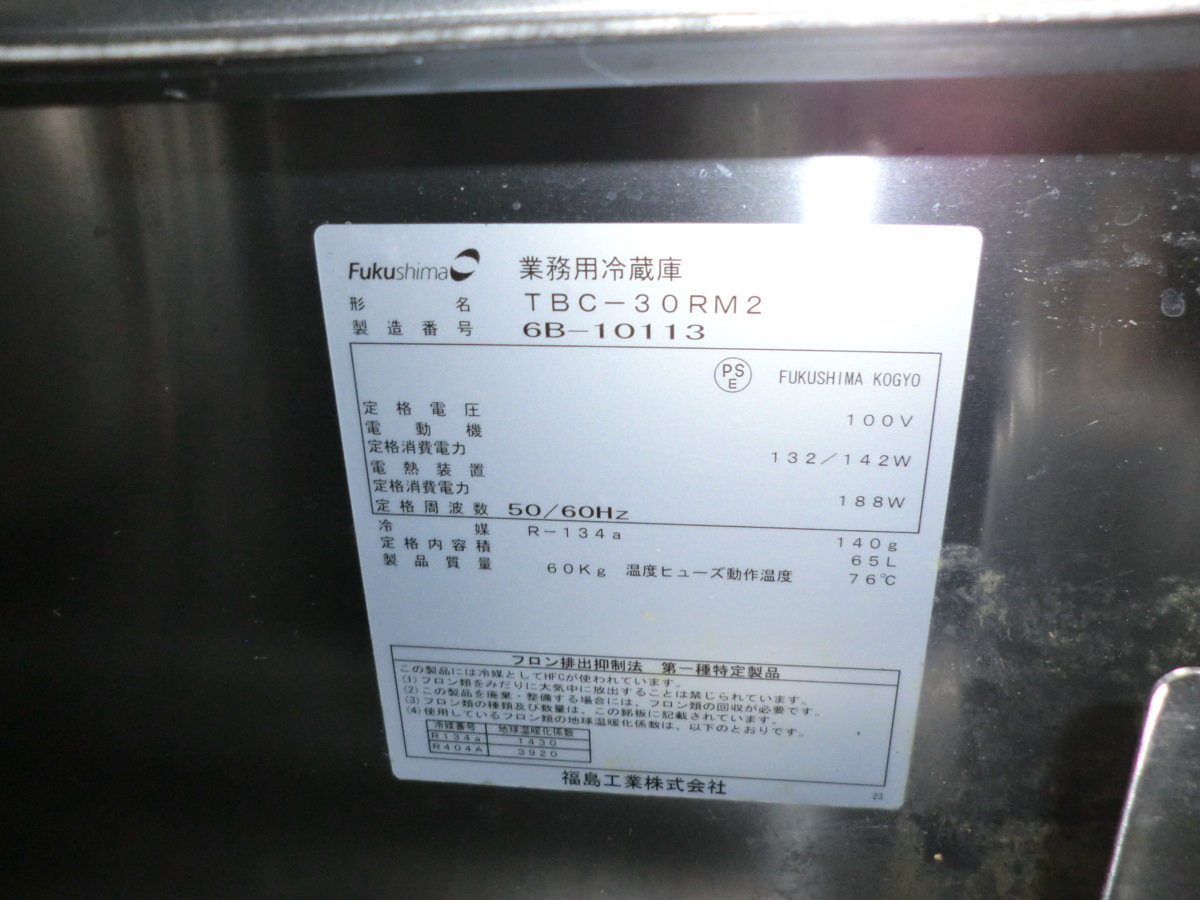 Fukushima 業務用冷蔵庫
形名 TBC-30RM2
製造番号 6B-10113
PSE FUKUSHIMA KOGYO
定格電圧 100V
電動機
定格消費電力 132/142W
電熱装置
定格消費電力 188W
定格周波数 50/60Hz
冷媒 R-134a 140g
定格内容積 65L
製品質量 60Kg 温度ヒューズ動作温度 76℃
フロン排出抑制法 第一種特定製品
この製品には冷媒としてHFCが使われています。
(1)フロン類をみだりに大気中に放出することは禁じられています。
(2)この製品を廃棄・整備する場合には、フロン類の回収が必要です。
(3)フロン類の種類及び数量は、この銘板に記載されています。
(4)使用しているフロン類の地球温暖化係数は、以下のとおりです。
冷媒番号 地球温暖化係数
R134a 1430
R404A 3920
福島工業株式会社
23